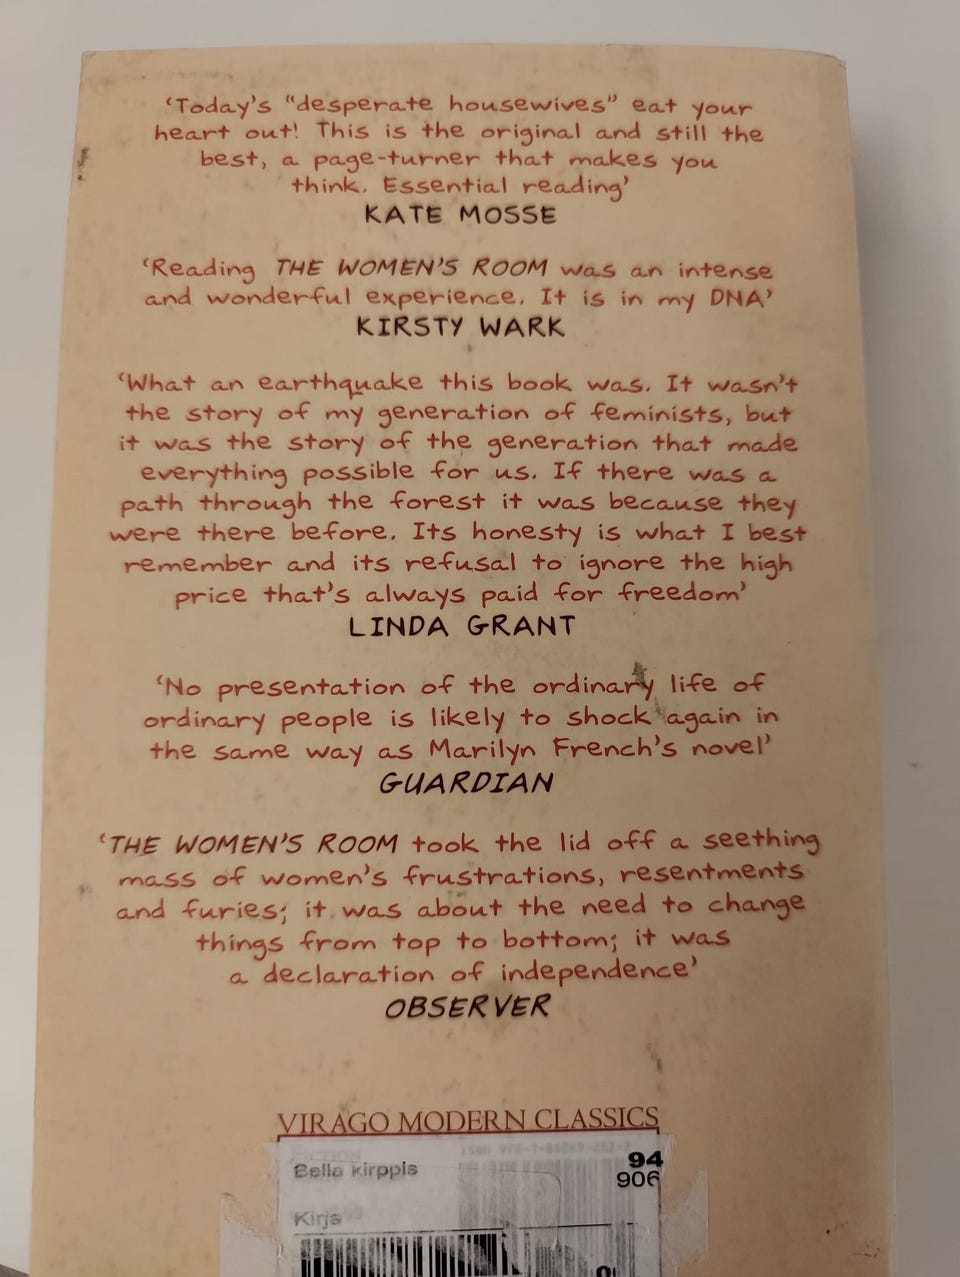 ‘Today's “desperate housewives” eat your
heart out! This is the original and still the
best, a page-turner that makes you
think. Essential reading’
KATE MOSSE
‘Reading THE WOMEN'S ROOM was an intense
and wonderful experience. It is in my DNA’
KIRSTY WARK
‘What an earthquake this book was. It wasn't
the story of my generation of feminists, but
it was the story of the generation that made
everything possible for us. If there was a
path through the forest it was because they
were there before. Its honesty is what I best
remember and its refusal to ignore the high
price that's always paid for freedom’
LINDA GRANT
‘No presentation of the ordinary life of
ordinary people is likely to shock again in
the same way as Marilyn French's novel’
GUARDIAN
‘THE WOMEN'S ROOM took the lid off a seething
mass of women's frustrations, resentments
and furies; it was about the need to change
things from top to bottom; it was
a declaration of independence’
OBSERVER
VIRAGO MODERN CLASSICS
FICTION
Bella kirppis 94
906
Kirja